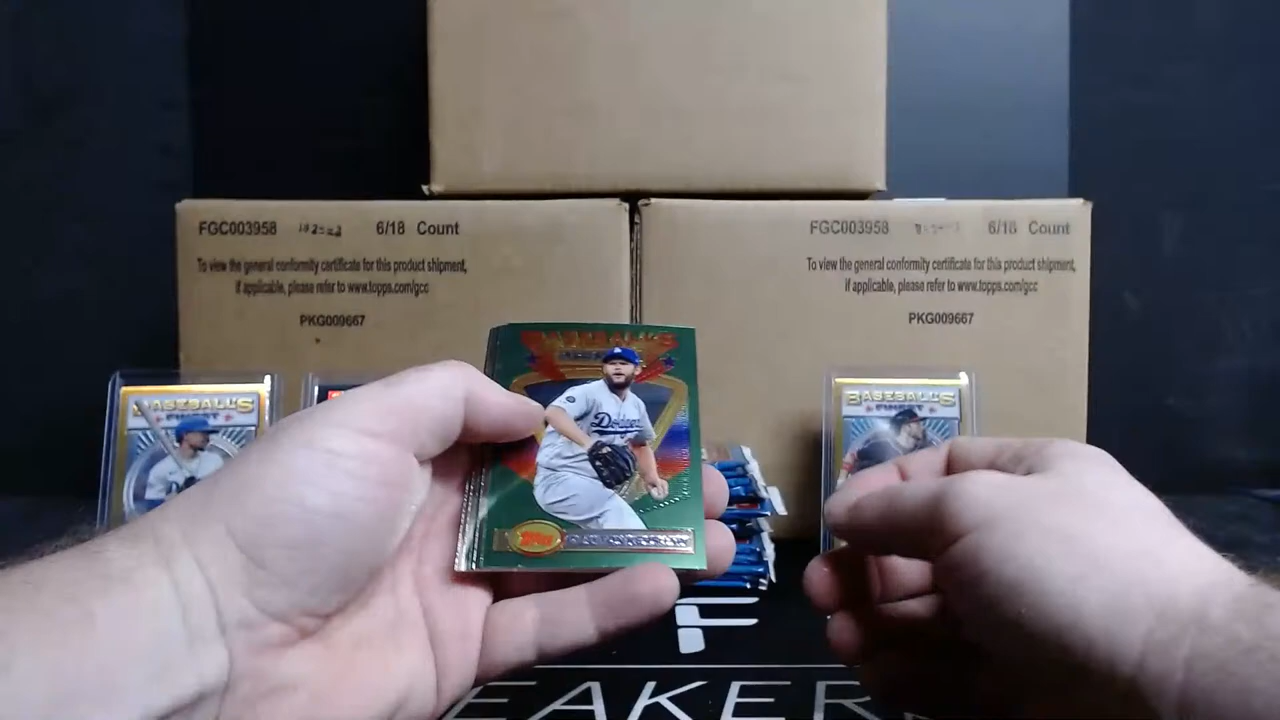 FGC003958
6/18 Count
To view the general conformity certificate for this product shipment,
if applicable, please refer to www.topps.com/gcc
PKG009667
FGC003958
6/18 Count
To view the general conformity certificate for this product shipment,
if applicable, please refer to www.topps.com/gcc
PKG009667
BASEBALL'S
FINEST
BASEBALL'S
Dodgers
Topps
BASEBALL'S
FINEST
F
EAKER